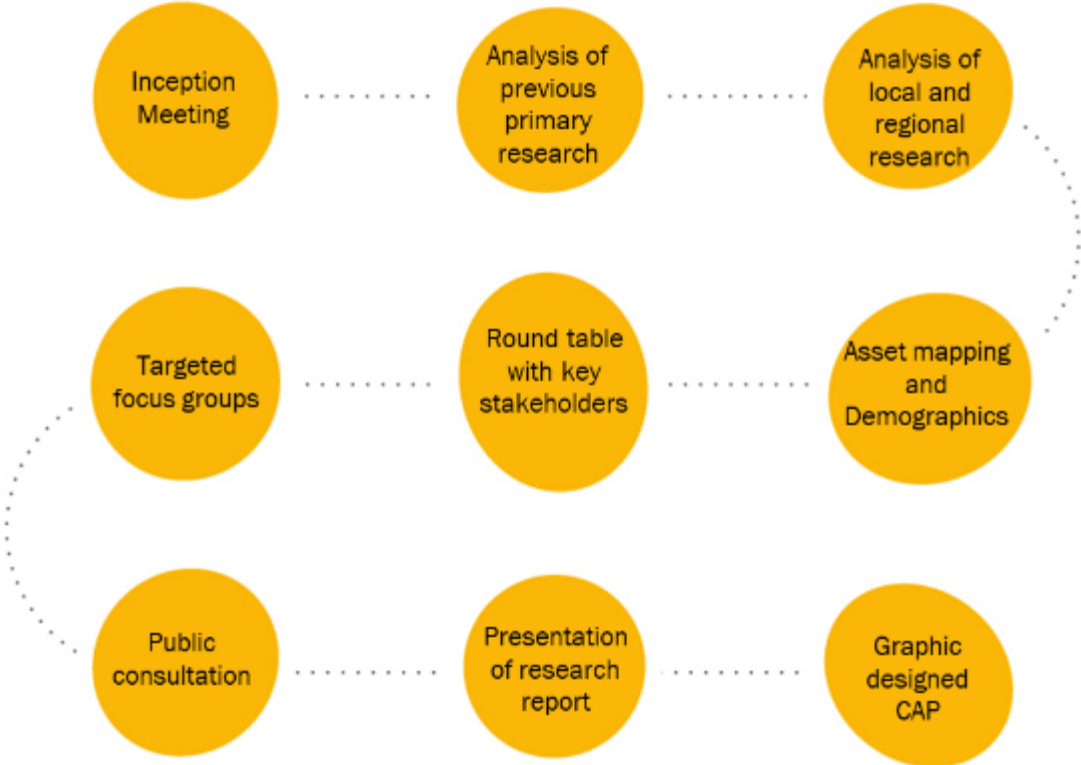 Inception
Meeting
Analysis of
previous
primary
research
Analysis of
local and
regional
research
Targeted
focus groups
Round table
with key
stakeholders
Asset mapping
and
Demographics
Public
consultation
Presentation
of research
report
Graphic
designed
CAP